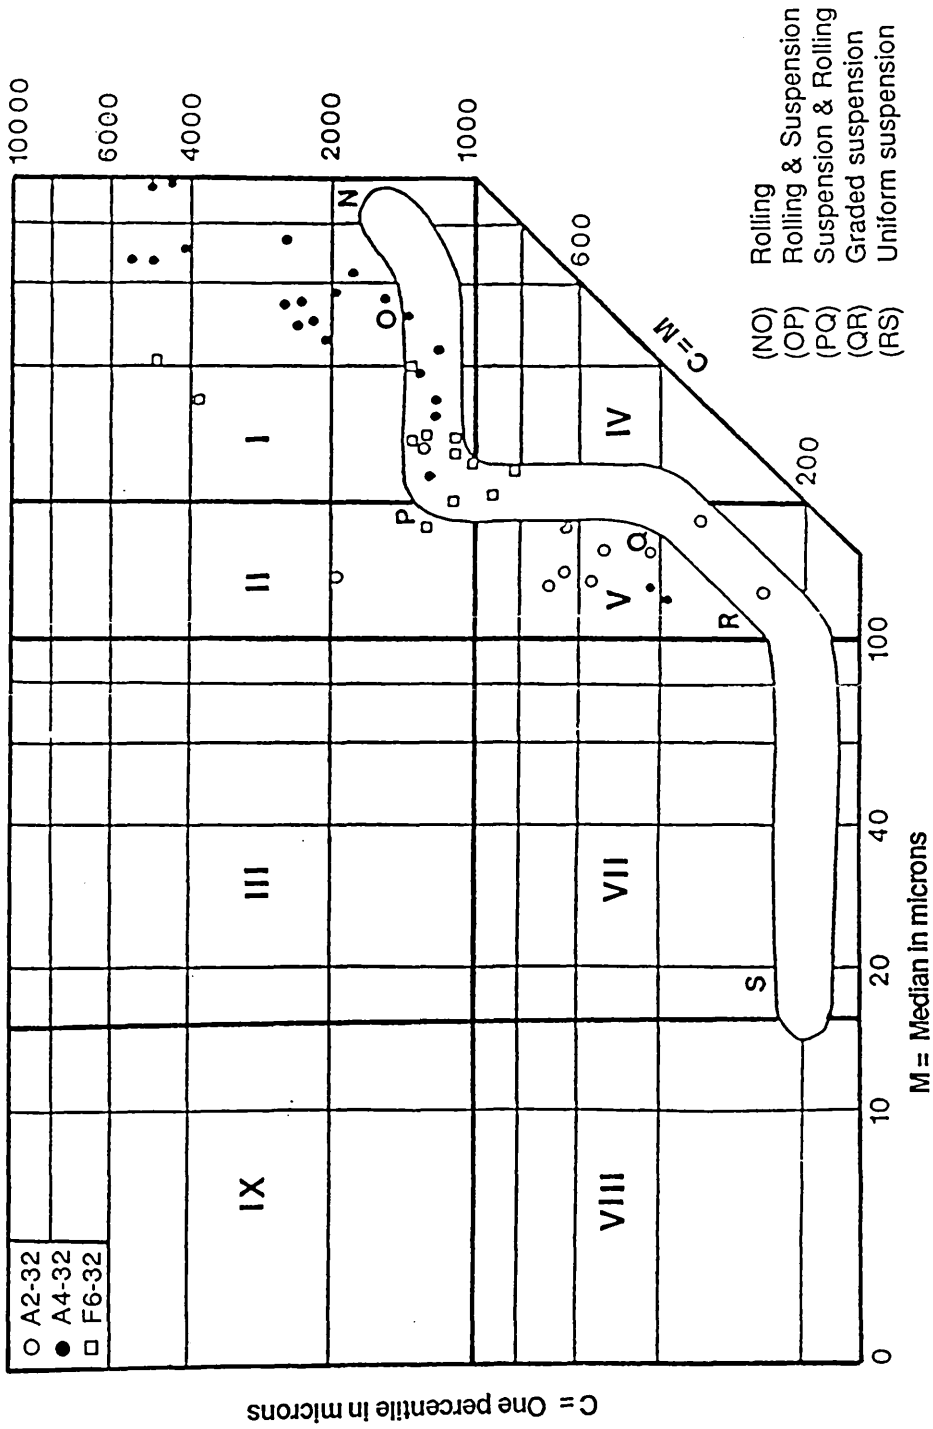 ○ A2-32
● A4-32
□ F6-32
C = One percentile in microns
10000
6000
4000
2000
1000
600
200
IX
III
II
I
VIII
VII
V
IV
N
O
P
Q
R
S
C=M
(NO) Rolling
(OP) Rolling & Suspension
(PQ) Suspension & Rolling
(QR) Graded suspension
(RS) Uniform suspension
0
10
20
40
100
M = Median in microns